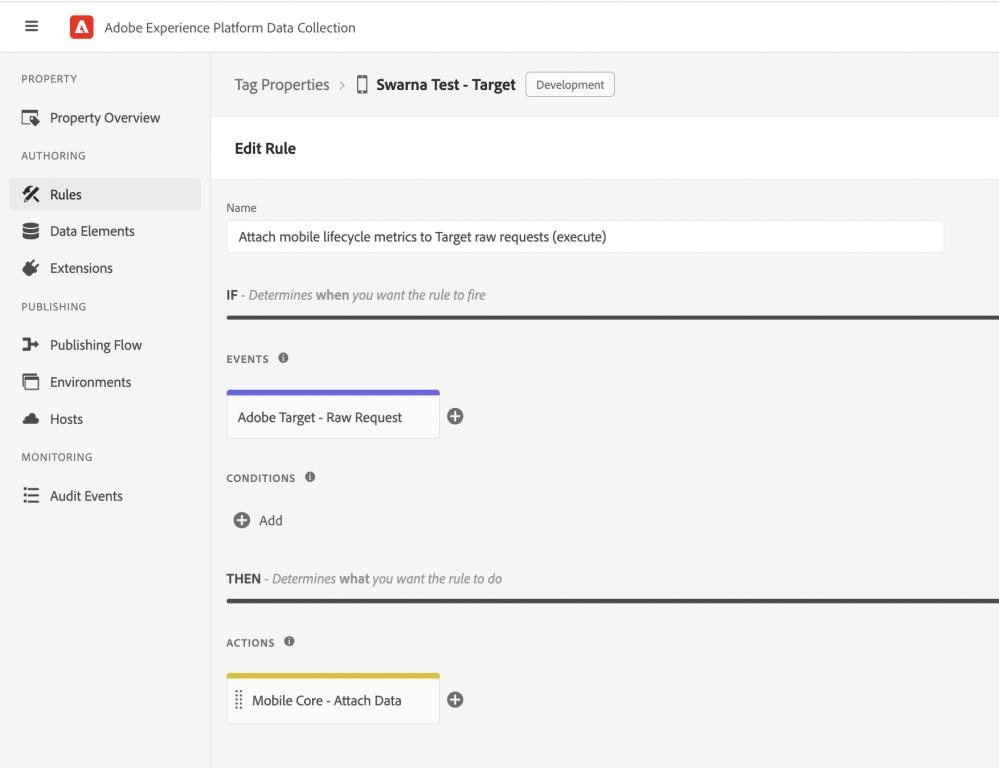 Adobe Experience Platform Data Collection
PROPERTY
Property Overview
AUTHORING
Rules
Data Elements
Extensions
PUBLISHING
Publishing Flow
Environments
Hosts
MONITORING
Audit Events
Tag Properties > Swarna Test - Target Development
Edit Rule
Name
Attach mobile lifecycle metrics to Target raw requests (execute)
IF - Determines when you want the rule to fire
EVENTS
Adobe Target - Raw Request
CONDITIONS
Add
THEN - Determines what you want the rule to do
ACTIONS
Mobile Core - Attach Data